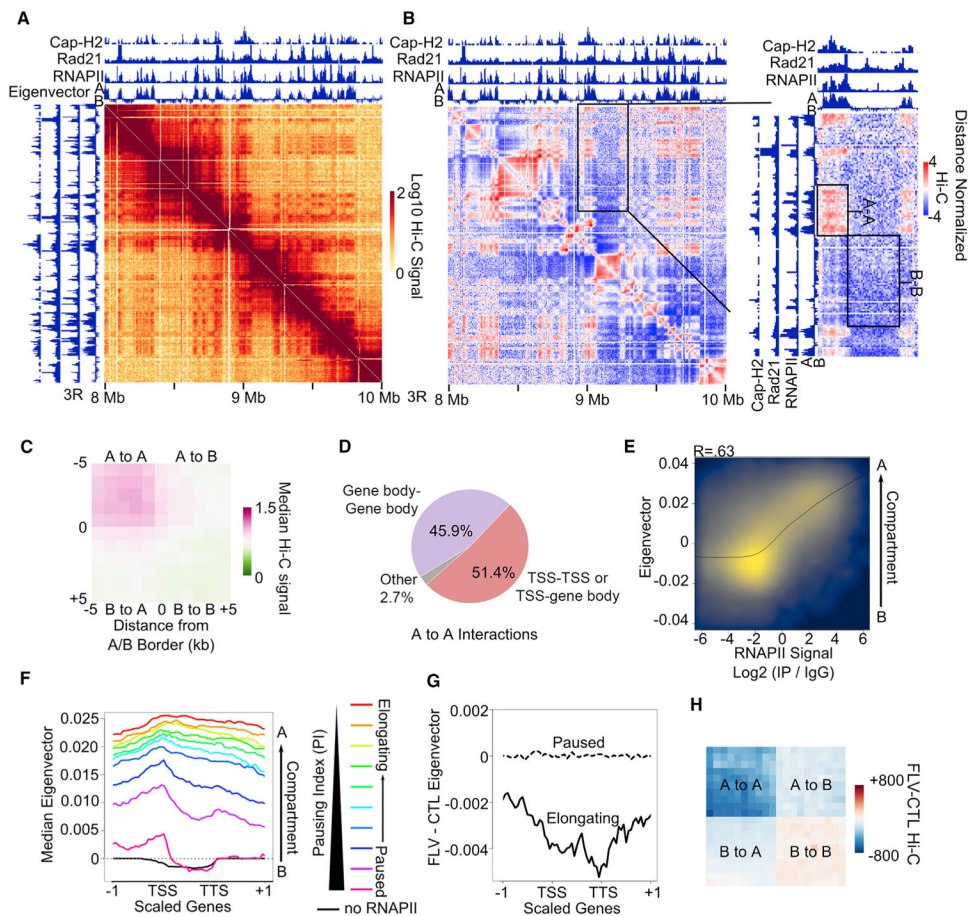 A
Cap-H2
Rad21
RNAPII
Eigenvector A
B
2
0
Log10 Hi-C Signal
3R
8 Mb
9 Mb
10 Mb
B
Cap-H2
Rad21
RNAPII
A
B
3R
8 Mb
9 Mb
10 Mb
Cap-H2
Rad21
RNAPII
A
B
Cap-H2
Rad21
RNAPII
A
B
A-A
B-B
4
-4
Distance Normalized
Hi-C
C
A to A
A to B
-5
0
+5
B to A
B to B
-5
0
+5
Distance from
A/B Border (kb)
1.5
0
Median Hi-C signal
D
Gene body-
Gene body
45.9%
Other
2.7%
51.4%
TSS-TSS or
TSS-gene body
A to A Interactions
E
R=.63
Eigenvector
0.04
0.02
0
-0.02
-0.04
-6
-4
-2
0
2
4
6
RNAPII Signal
Log2 (IP / IgG)
A
Compartment
B
F
Median Eigenvector
0.025
0.020
0.015
0.010
0.005
0
-1
TSS
TTS
+1
Scaled Genes
A
Compartment
B
Pausing Index (PI)
Elongating
Paused
no RNAPII
G
FLV - CTL Eigenvector
0.002
0
-0.002
-0.004
Paused
Elongating
-1
TSS
TTS
+1
Scaled Genes
H
A to A
A to B
B to A
B to B
+800
-800
FLV-CTL Hi-C